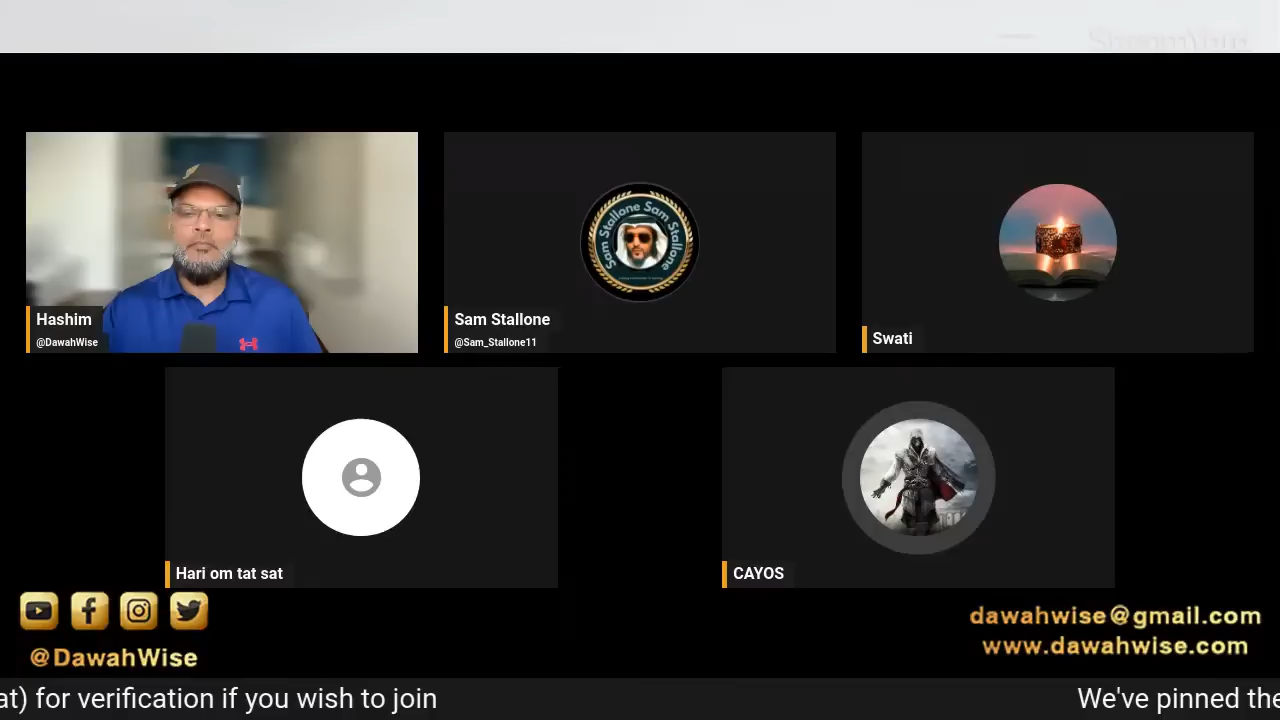 StreamYard
Hashim
@DawahWise
Sam Stallone Sam Stallone
Sam Stallone
@Sam_Stallone11
Swati
Hari om tat sat
CAYOS
@DawahWise
dawahwise@gmail.com
www.dawahwise.com
at) for verification if you wish to join
We've pinned the